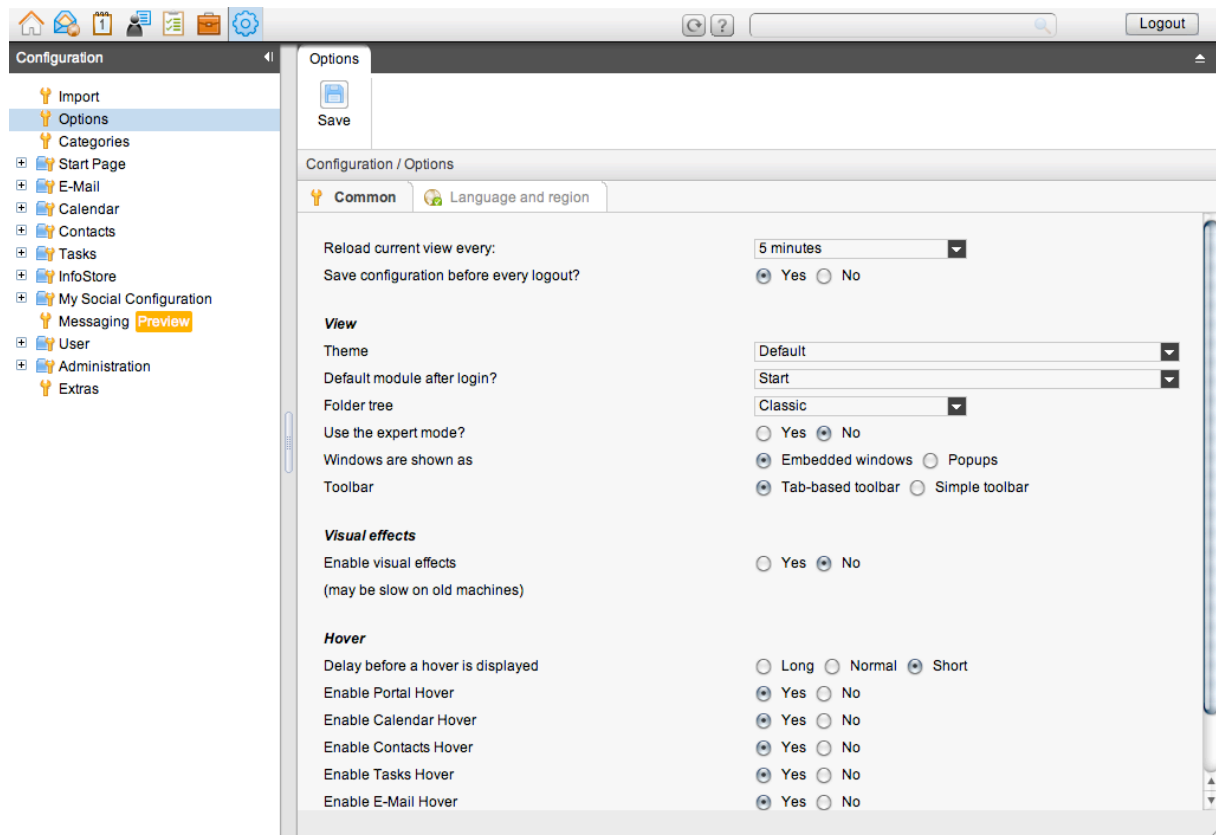 1
?
Logout
Configuration
Import
Options
Categories
Start Page
E-Mail
Calendar
Contacts
Tasks
InfoStore
My Social Configuration
Messaging Preview
User
Administration
Extras
Options
Save
Configuration / Options
Common Language and region
Reload current view every: 5 minutes
Save configuration before every logout? Yes No
View
Theme Default
Default module after login? Start
Folder tree Classic
Use the expert mode? Yes No
Windows are shown as Embedded windows Popups
Toolbar Tab-based toolbar Simple toolbar
Visual effects
Enable visual effects Yes No
(may be slow on old machines)
Hover
Delay before a hover is displayed Long Normal Short
Enable Portal Hover Yes No
Enable Calendar Hover Yes No
Enable Contacts Hover Yes No
Enable Tasks Hover Yes No
Enable E-Mail Hover Yes No